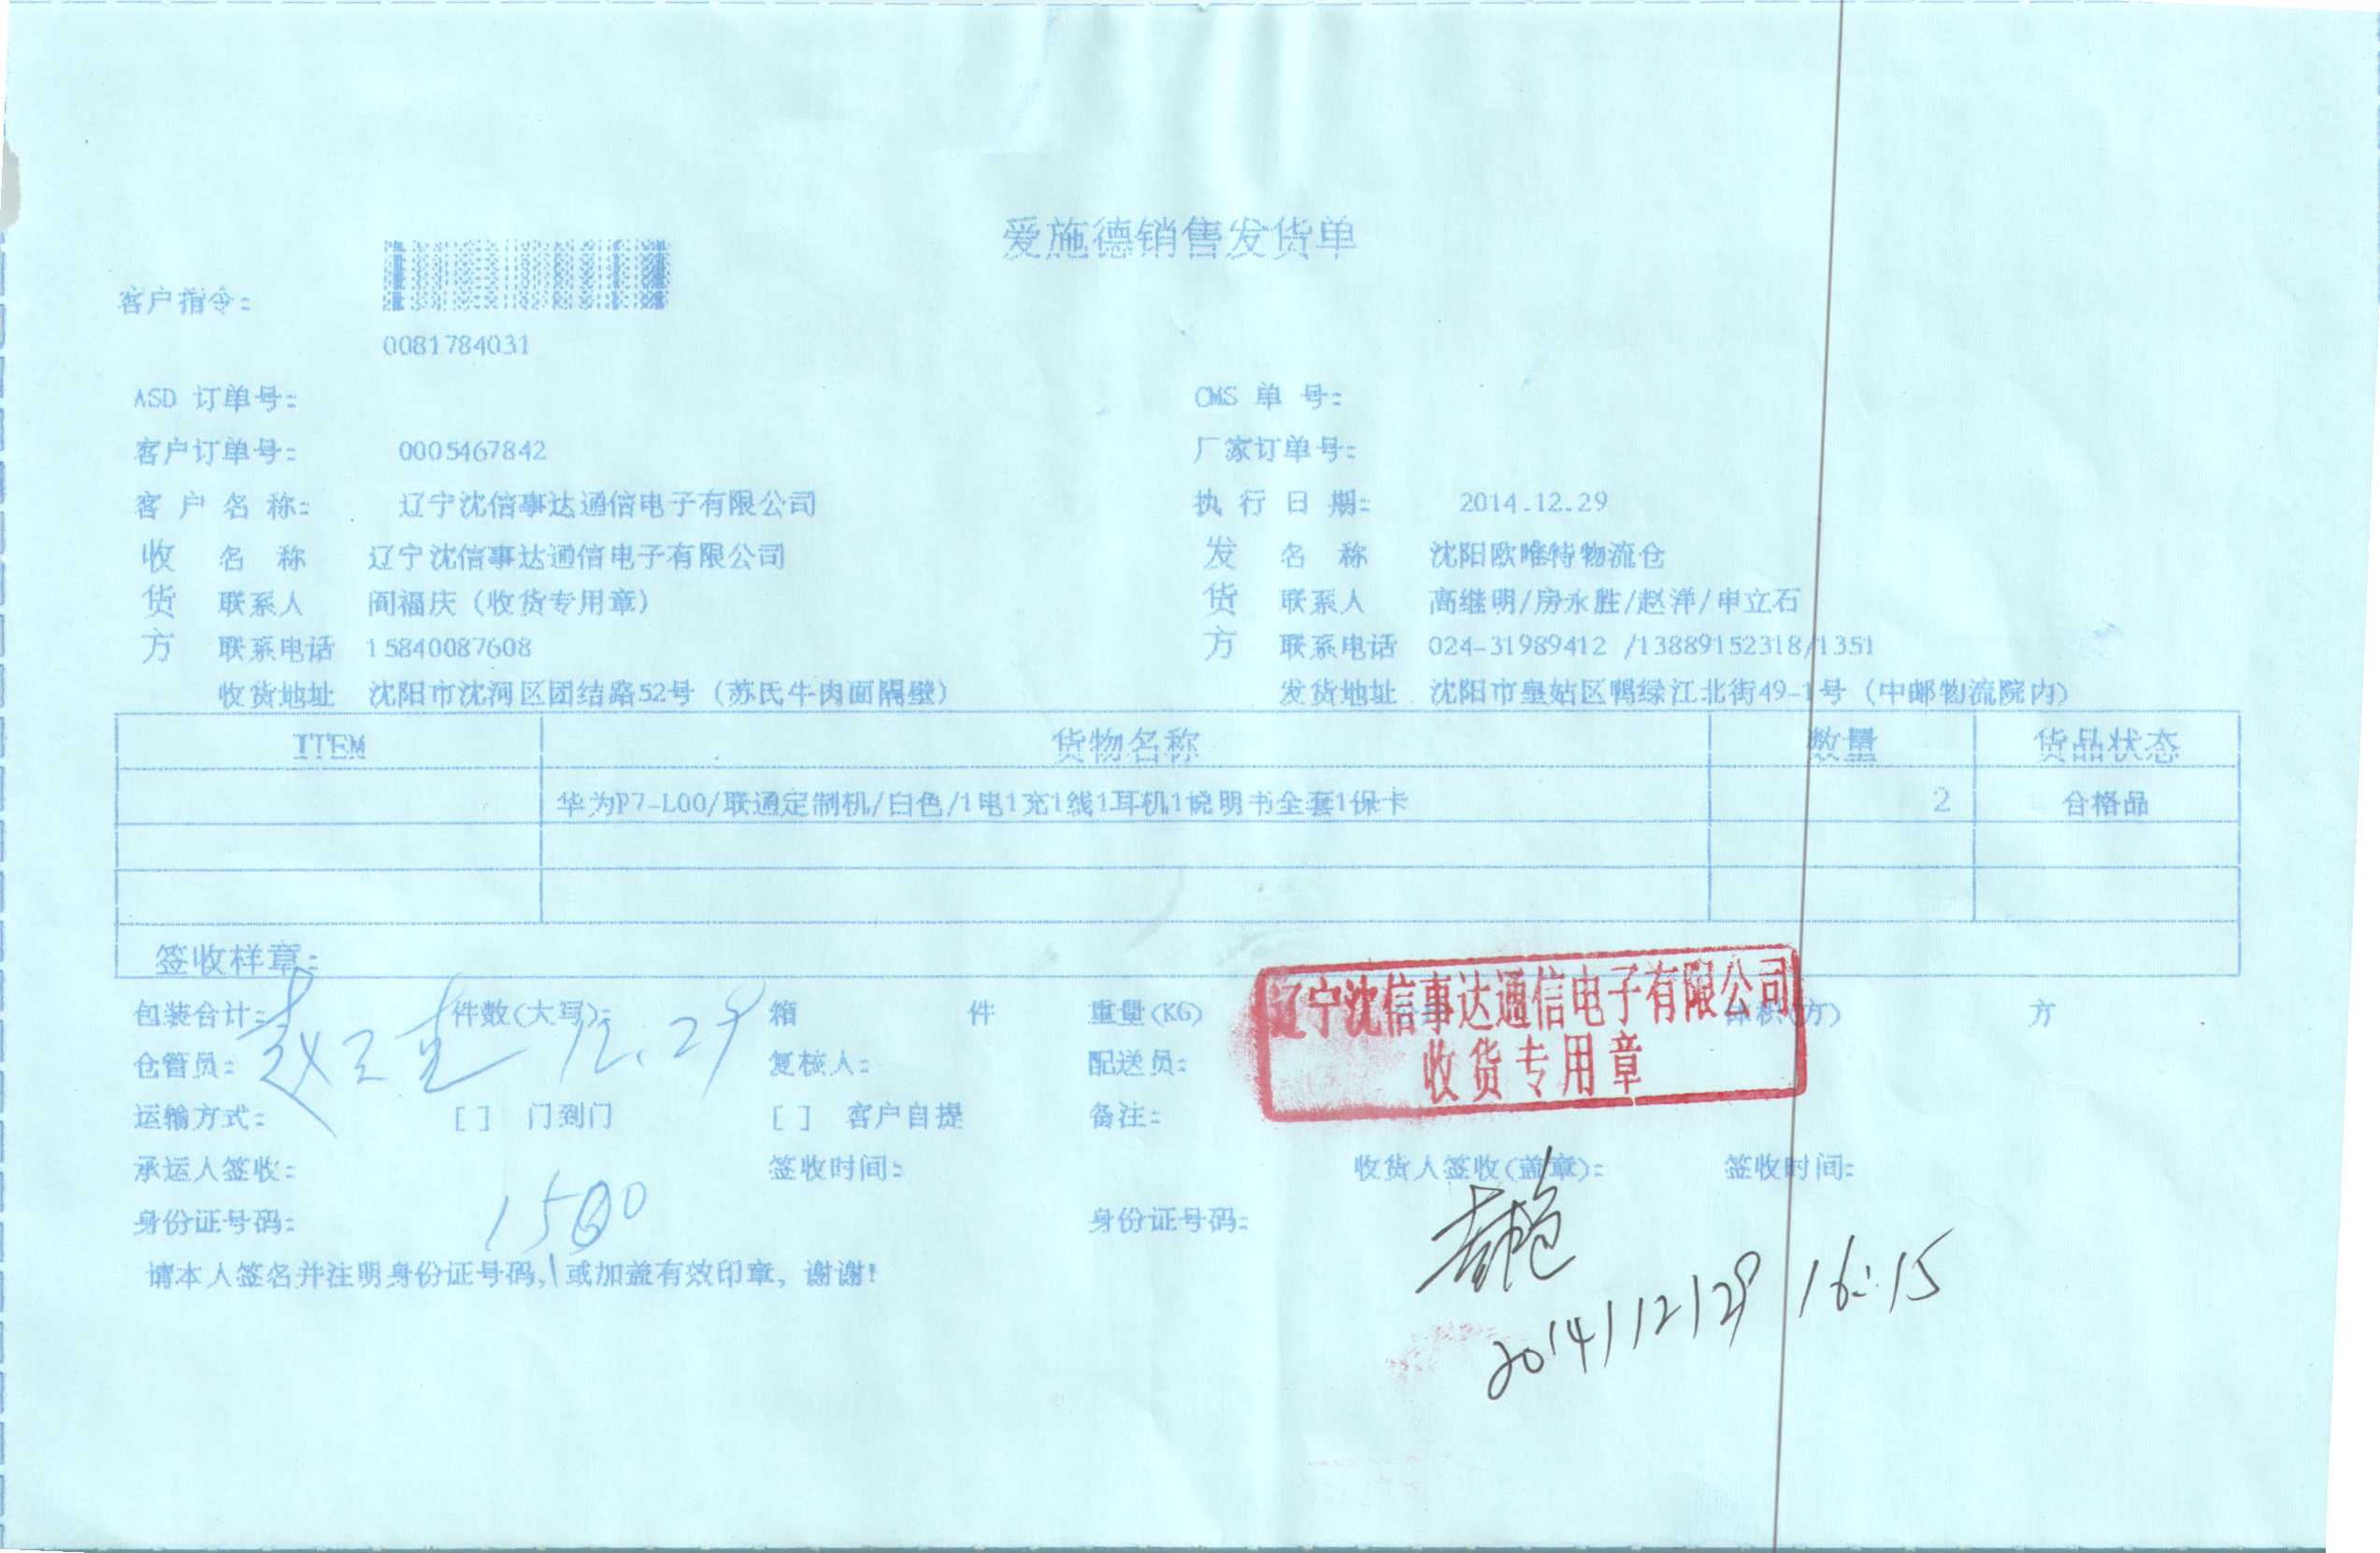 爱施德销售发货单
客户指令:
0081784031
ASD 订单号: CMS 单 号:
客户订单号: 0005467842 厂家订单号:
客 户 名 称: 辽宁沈信事达通信电子有限公司 执 行 日 期: 2014.12.29
收 名 称 辽宁沈信事达通信电子有限公司 发 名 称 沈阳欧唯特物流仓
货 联系人 阎福庆(收货专用章) 货 联系人 高继明/房永胜/赵洋/申立石
方 联系电话 15840087608 方 联系电话 024-31989412 /13889152318/1351
收货地址 沈阳市沈河区团结路52号(苏氏牛肉面隔壁) 发货地址 沈阳市皇姑区鸭绿江北街49-1号(中邮物流院内)
ITEM 货物名称 数量 货品状态
华为P7-L00/联通定制机/白色/1电1充1线1耳机1说明书全套1保卡 2 合格品
签收样章:
辽宁沈信事达通信电子有限公司
收货专用章
包装合计: 件数(大写): 箱 件 重量(KG) 体积(方) 方
12.29
仓管员: 复核人: 配送员:
运输方式: [ ] 门到门 [ ] 客户自提 备注:
承运人签收: 签收时间: 收货人签收(盖章): 签收时间:
1500
身份证号码: 身份证号码:
请本人签名并注明身份证号码,或加盖有效印章,谢谢!
2014/12/29 16:15